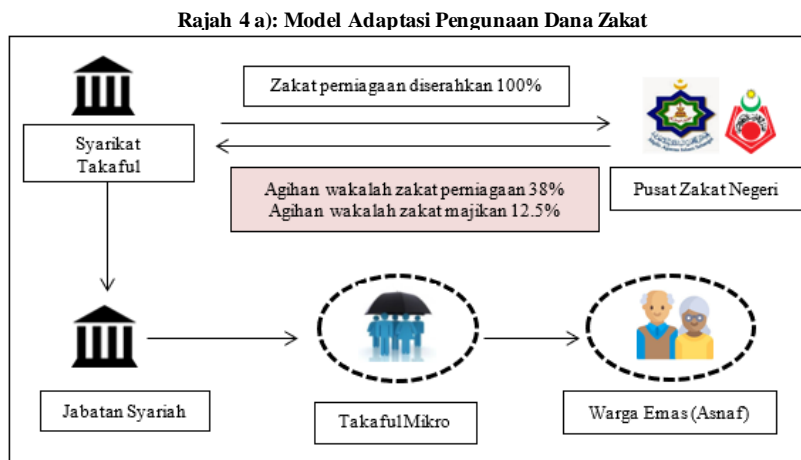 Rajah 4 a): Model Adaptasi Pengunaan Dana Zakat
Zakat perniagaan diserahkan 100%
Syarikat
Takaful
Agihan wakalah zakat perniagaan 38%
Agihan wakalah zakat majikan 12.5%
Pusat Zakat Negeri
Jabatan Syariah
Takaful Mikro
Warga Emas (Asnaf)